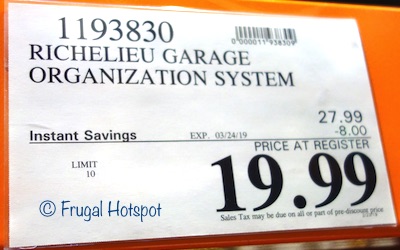 1193830
0000011938309
RICHELIEU GARAGE
ORGANIZATION SYSTEM
27.99
Instant Savings EXP. 03/24/19 -8.00
PRICE AT REGISTER
LIMIT
10
19.99
Sales Tax may be due on all or part of pre-discount price
© Frugal Hotspot